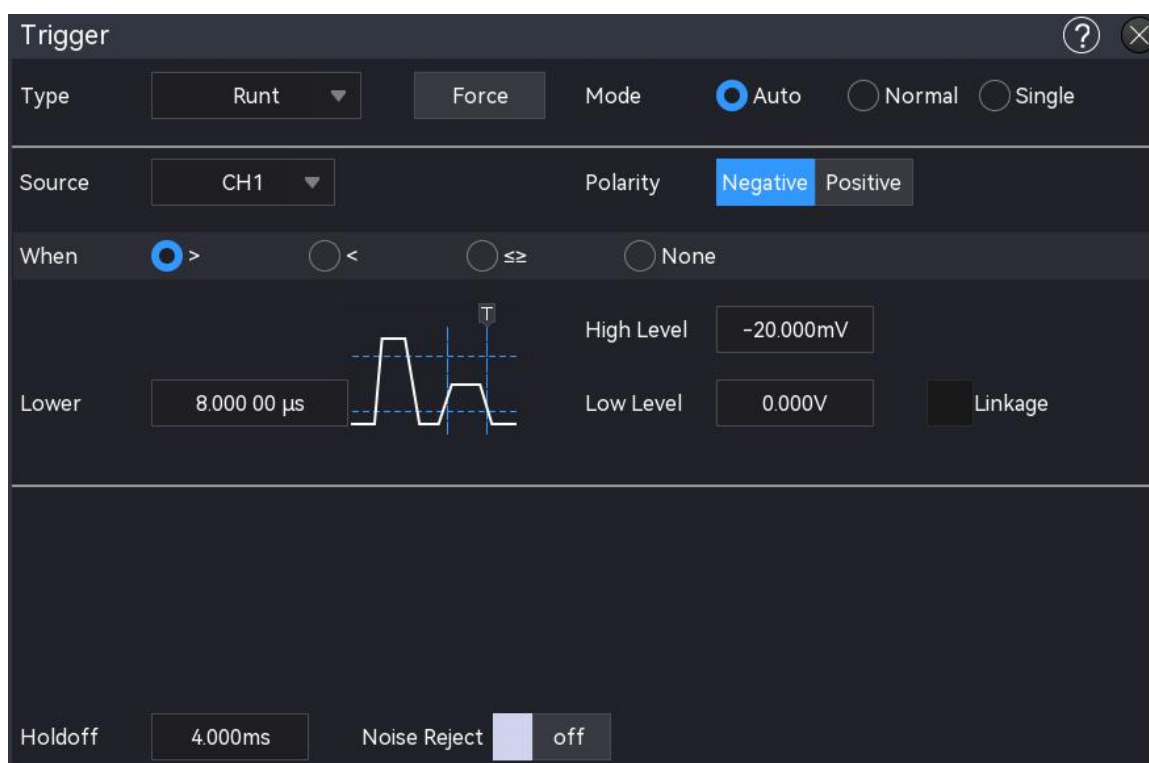 Trigger ?
Type Runt Force Mode Auto Normal Single
Source CH1 Polarity Negative Positive
When > < ≤≥ None
T
High Level -20.000mV
Lower 8.000 00 µs Low Level 0.000V Linkage
Holdoff 4.000ms Noise Reject off